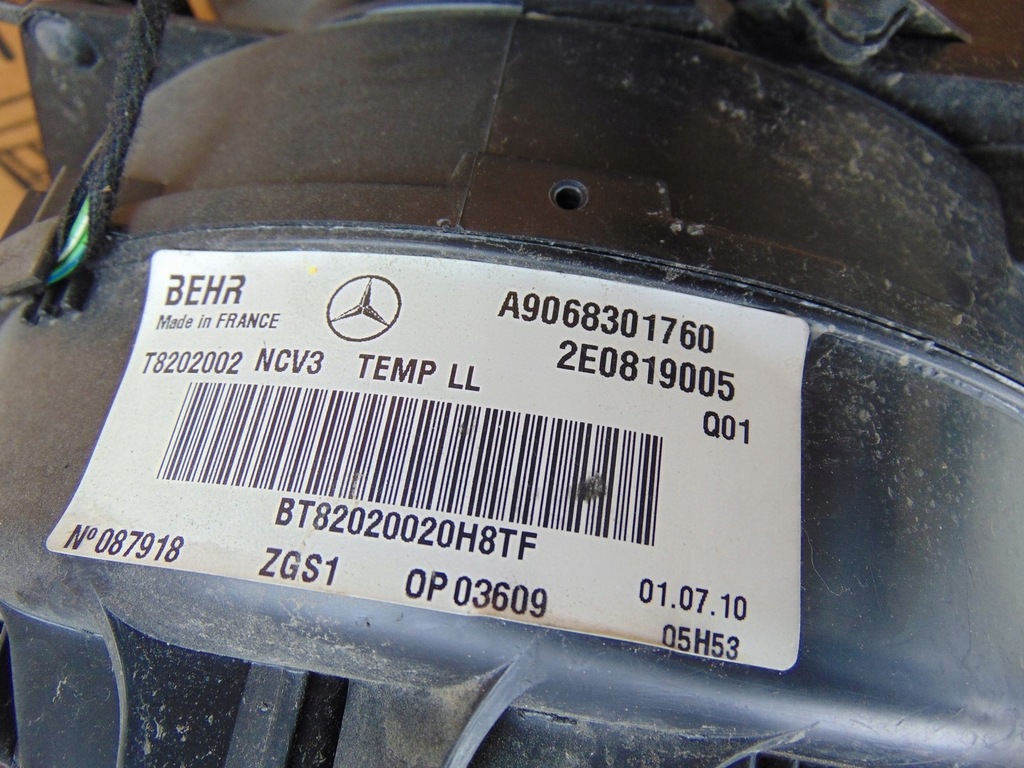 BEHR
Made in FRANCE
A9068301760
2E0819005
T8202002 NCV3 TEMP LL
Q01
BT82020020H8TF
Nº 087918 ZGS1 OP 03609
01.07.10
05H53